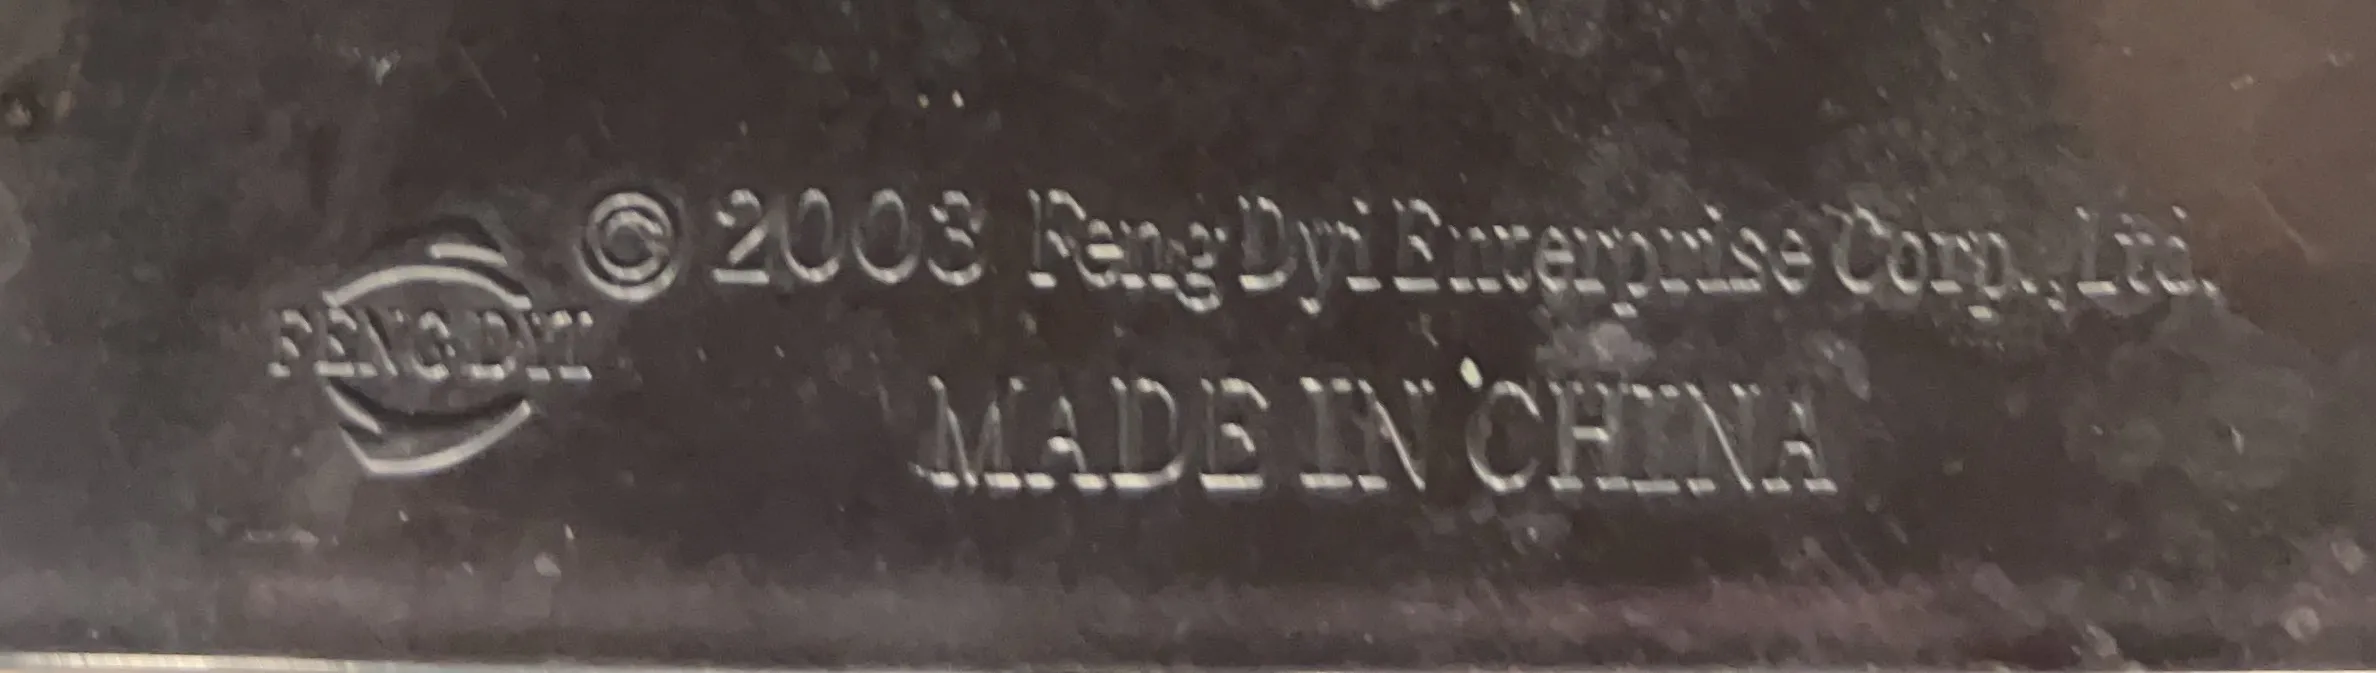 © 2003 Feng Dyi Enterprise Corp., Ltd.
FENG DYI
MADE IN CHINA